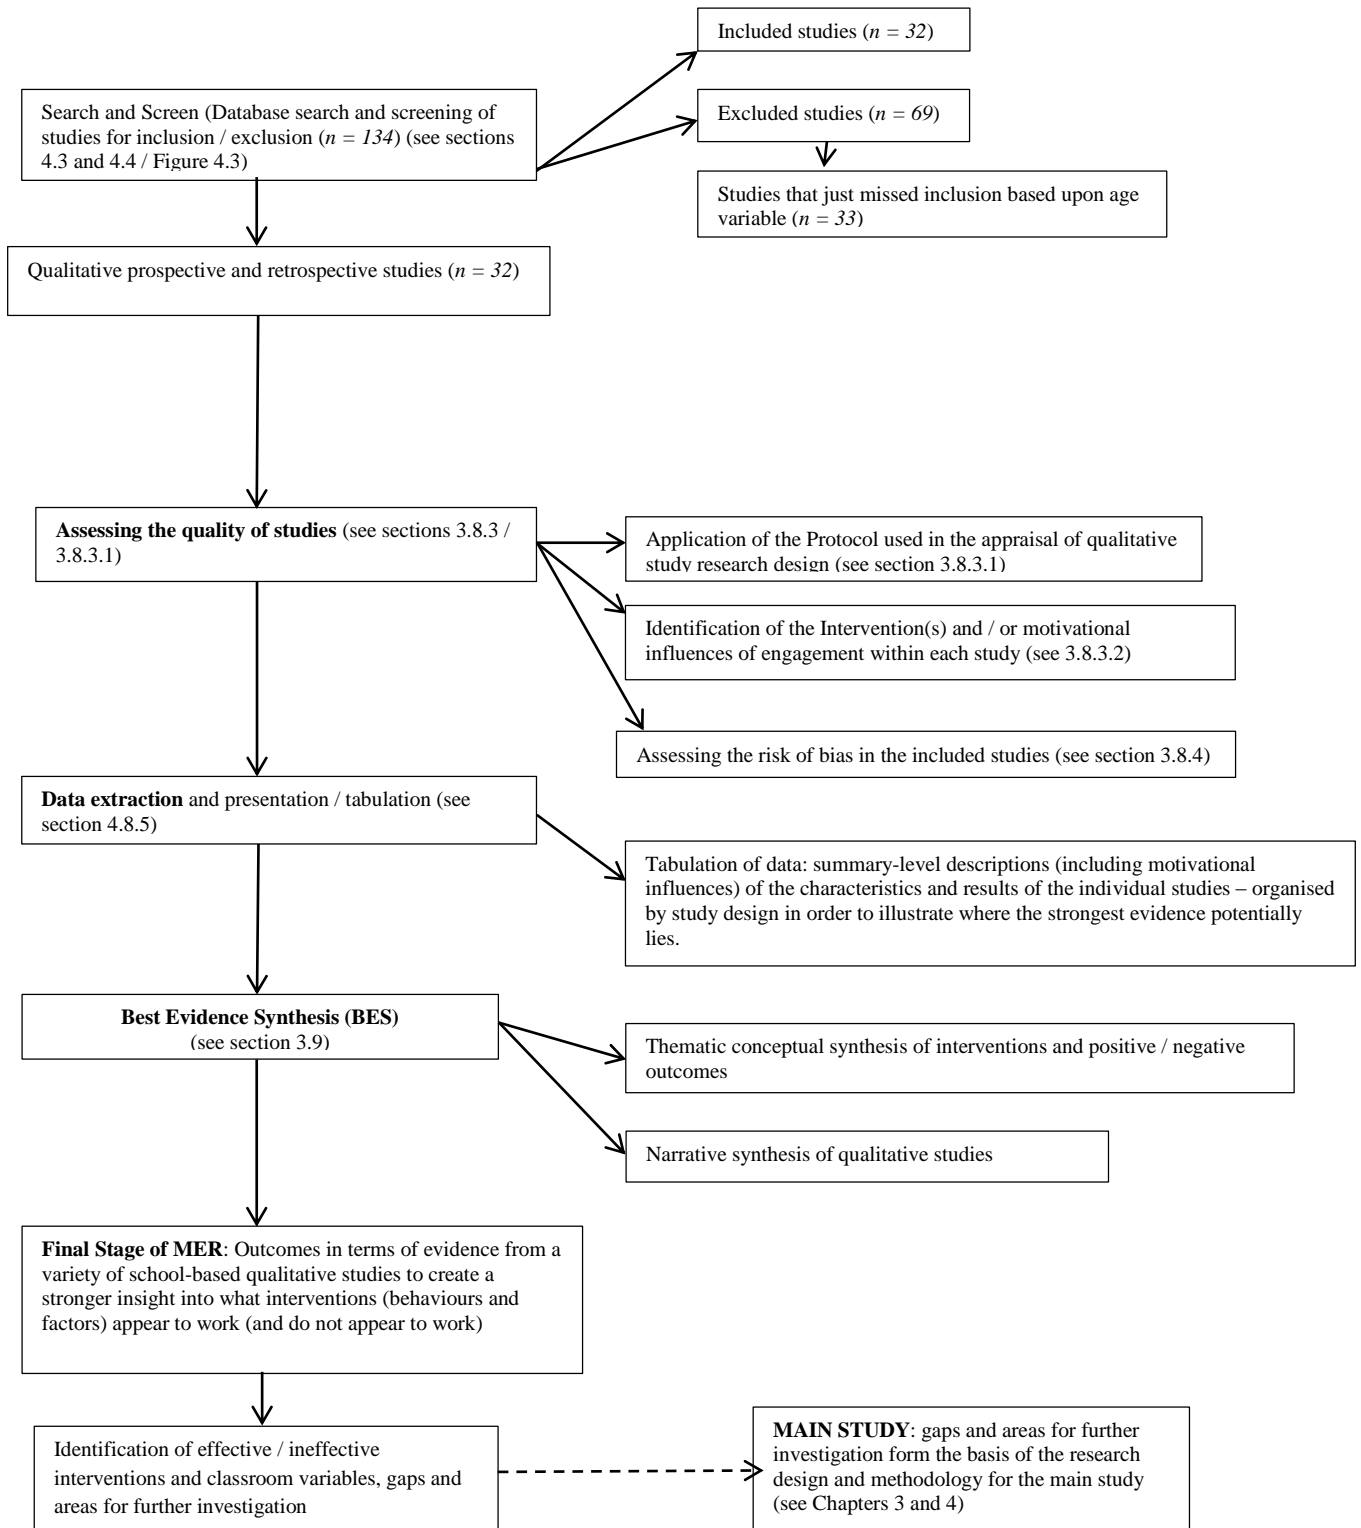 Included studies (n = 32)
Search and Screen (Database search and screening of
studies for inclusion / exclusion (n = 134) (see sections
4.3 and 4.4 / Figure 4.3)
Excluded studies (n = 69)
Studies that just missed inclusion based upon age
variable (n = 33)
Qualitative prospective and retrospective studies (n = 32)
Assessing the quality of studies (see sections 3.8.3 /
3.8.3.1)
Application of the Protocol used in the appraisal of qualitative
study research design (see section 3.8.3.1)
Identification of the Intervention(s) and / or motivational
influences of engagement within each study (see 3.8.3.2)
Assessing the risk of bias in the included studies (see section 3.8.4)
Data extraction and presentation / tabulation (see
section 4.8.5)
Tabulation of data: summary-level descriptions (including motivational
influences) of the characteristics and results of the individual studies – organised
by study design in order to illustrate where the strongest evidence potentially
lies.
Best Evidence Synthesis (BES)
(see section 3.9)
Thematic conceptual synthesis of interventions and positive / negative
outcomes
Narrative synthesis of qualitative studies
Final Stage of MER: Outcomes in terms of evidence from a
variety of school-based qualitative studies to create a
stronger insight into what interventions (behaviours and
factors) appear to work (and do not appear to work)
Identification of effective / ineffective
interventions and classroom variables, gaps and
areas for further investigation
MAIN STUDY: gaps and areas for further
investigation form the basis of the research
design and methodology for the main study
(see Chapters 3 and 4)